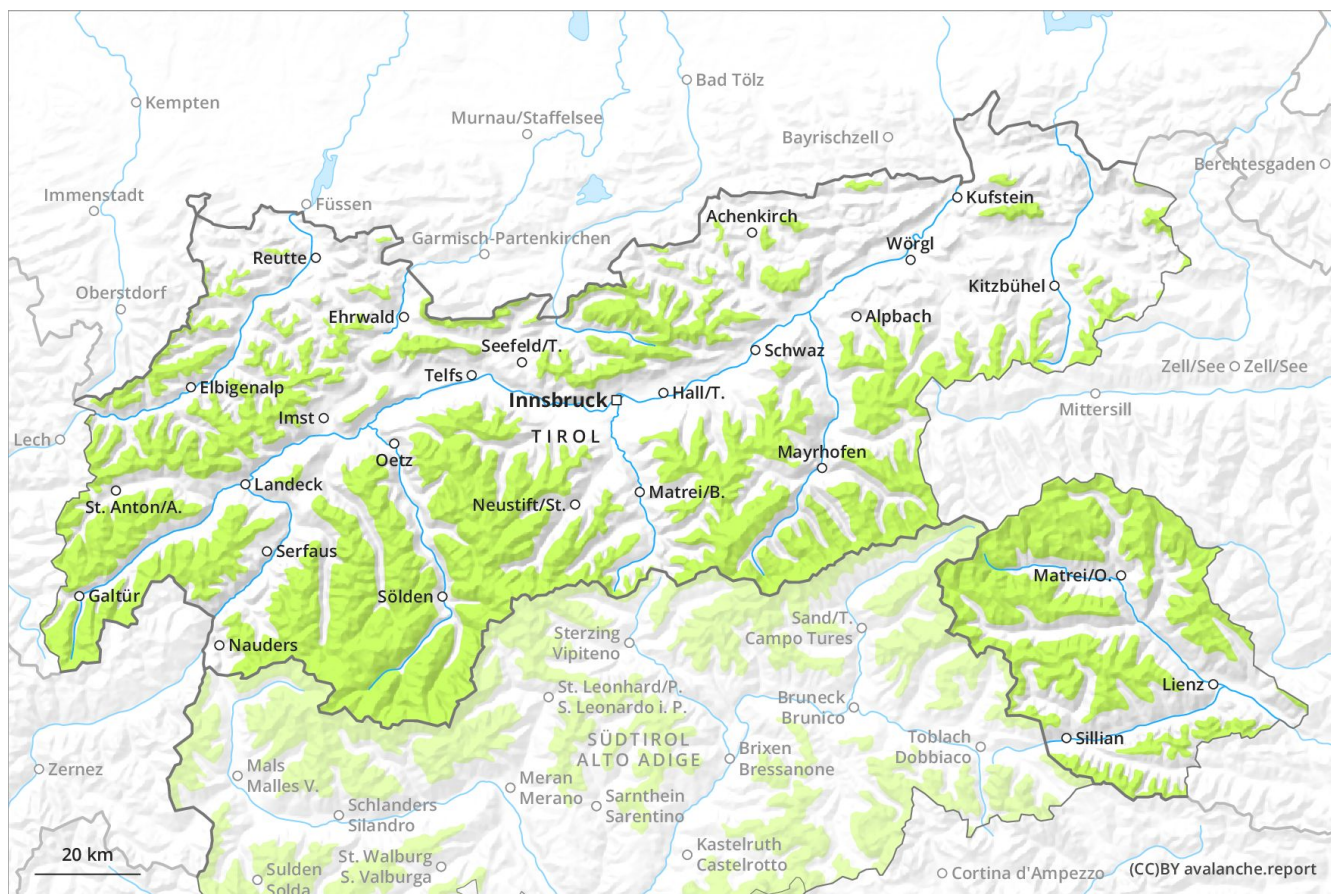 Kempten
Bad Tölz
Murnau/Staffelsee
Bayrischzell
Berchtesgaden
Immenstadt
Füssen
Kufstein
Achenkirch
Garmisch-Partenkirchen
Wörgl
Reutte
Oberstdorf
Kitzbühel
Ehrwald
Alpbach
Seefeld/T.
Schwaz
Zell/See
Zell/See
Telfs
Elbigenalp
Innsbruck
Hall/T.
Mittersill
Imst
Lech
TIROL
Oetz
Mayrhofen
Landeck
Matrei/B.
St. Anton/A.
Neustift/St.
Serfaus
Matrei/O.
Galtür
Sölden
Sand/T.
Campo Tures
Sterzing
Vipiteno
Nauders
Lienz
St. Leonhard/P.
S. Leonardo i. P.
Bruneck
Brunico
Sillian
SÜDTIROL
ALTO ADIGE
Toblach
Dobbiaco
Brixen
Bressanone
Zernez
Mals
Malles V.
Meran
Merano
Sarnthein
Sarentino
Schlanders
Silandro
Kastelruth
Castelrotto
20 km
St. Walburg
S. Valburga
Sulden
Solda
Cortina d'Ampezzo
(CC)BY avalanche.report